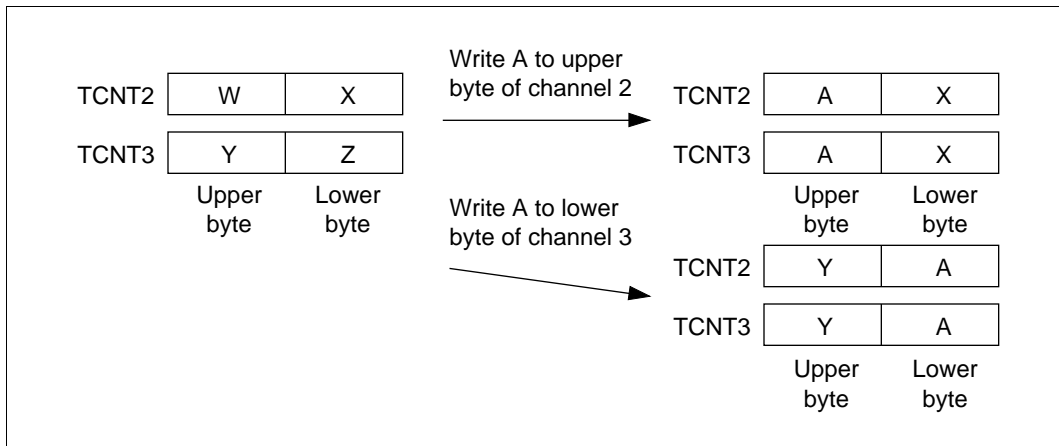 Write A to upper
byte of channel 2
TCNT2 W X
TCNT3 Y Z
Upper byte
Lower byte
TCNT2 A X
TCNT3 A X
Upper byte
Lower byte
Write A to lower
byte of channel 3
TCNT2 Y A
TCNT3 Y A
Upper byte
Lower byte